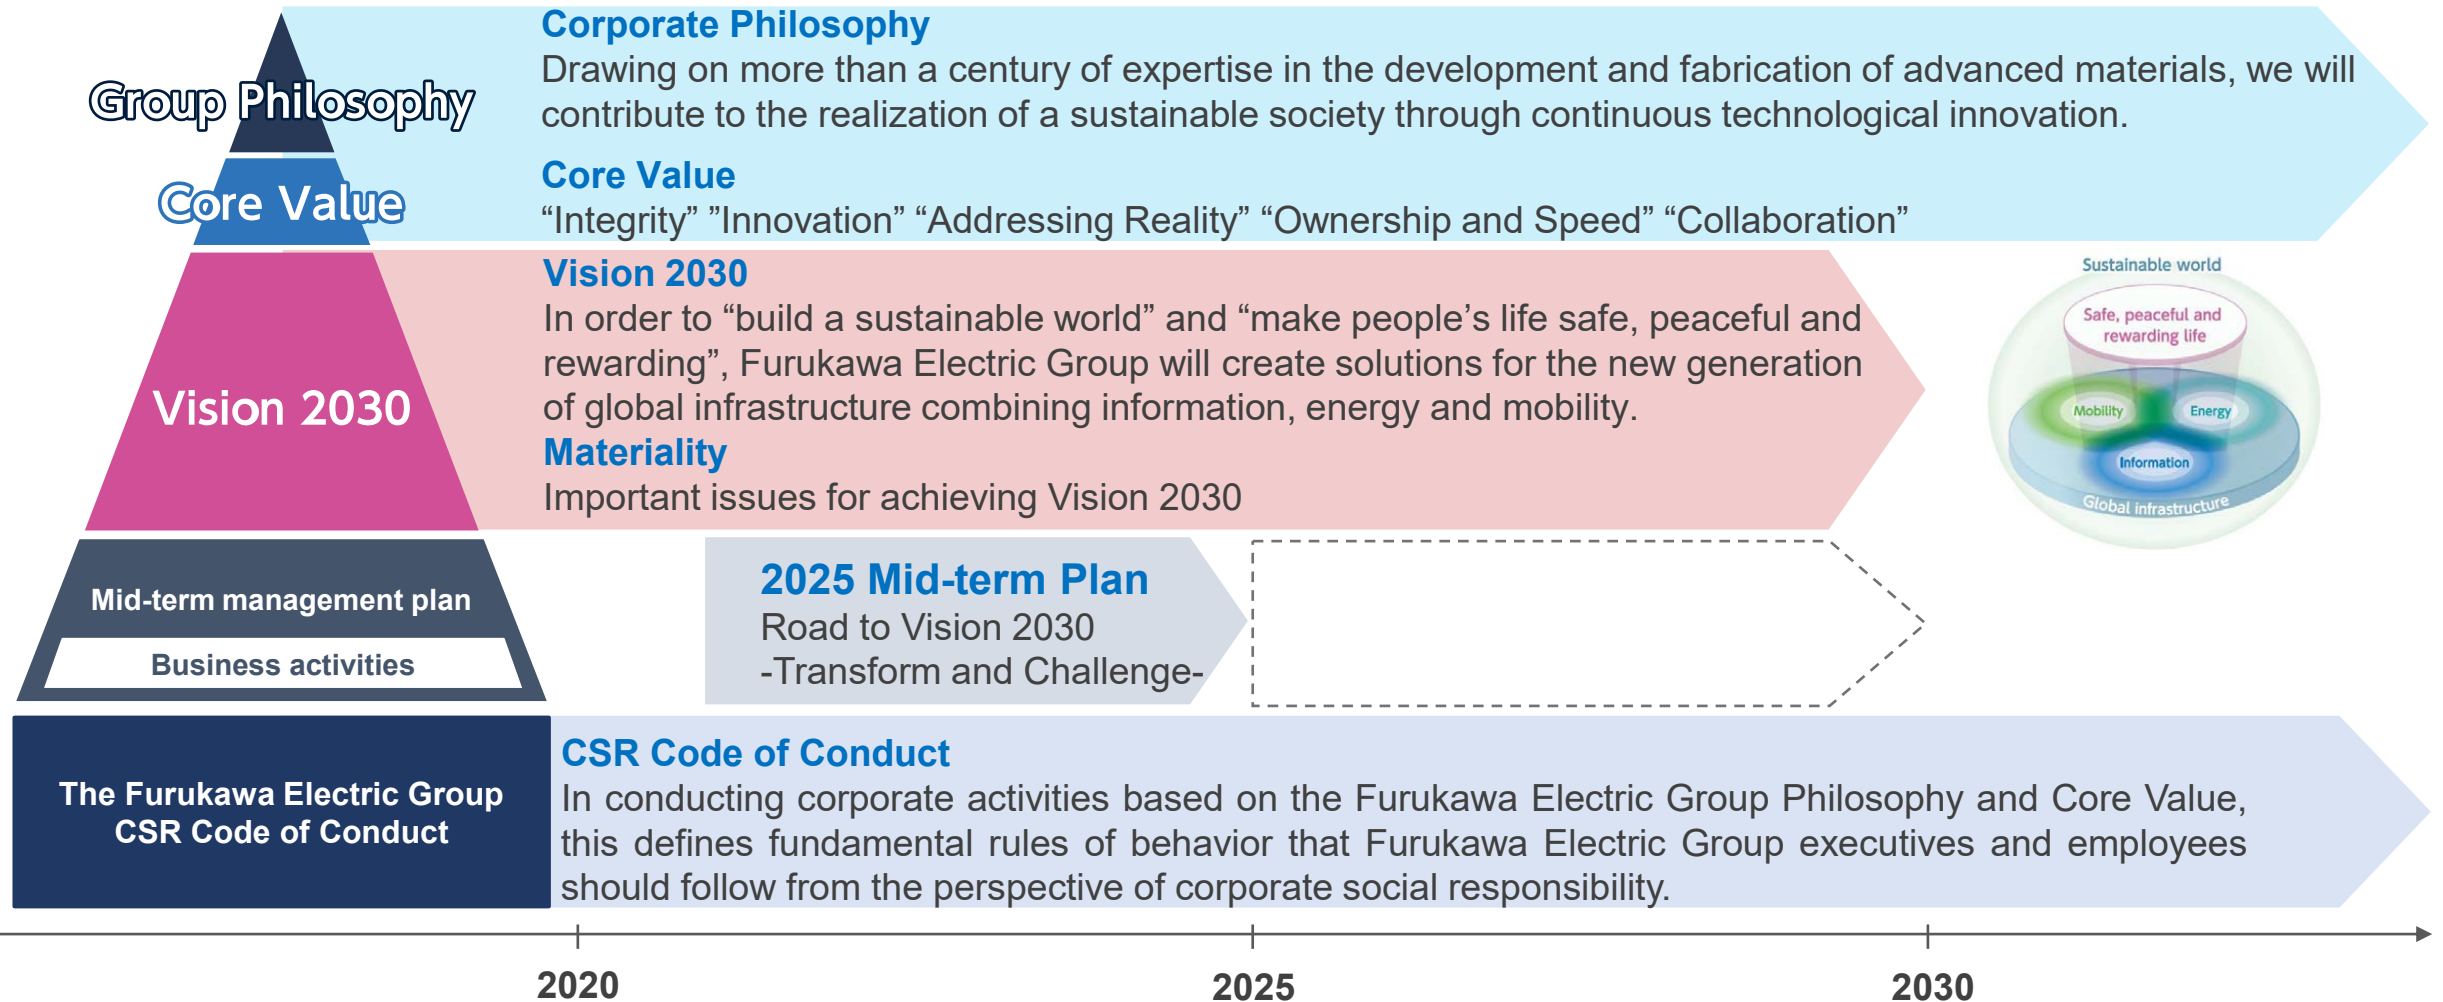 Group Philosophy
Corporate Philosophy
Drawing on more than a century of expertise in the development and fabrication of advanced materials, we will
contribute to the realization of a sustainable society through continuous technological innovation.
Core Value
Core Value
“Integrity” ”Innovation” “Addressing Reality” “Ownership and Speed” “Collaboration”
Vision 2030
Vision 2030
In order to “build a sustainable world” and “make people’s life safe, peaceful and
rewarding”, Furukawa Electric Group will create solutions for the new generation
of global infrastructure combining information, energy and mobility.
Materiality
Important issues for achieving Vision 2030
Sustainable world
Safe, peaceful and
rewarding life
Mobility
Energy
Information
Global infrastructure
Mid-term management plan
Business activities
2025 Mid-term Plan
Road to Vision 2030
-Transform and Challenge-
The Furukawa Electric Group
CSR Code of Conduct
CSR Code of Conduct
In conducting corporate activities based on the Furukawa Electric Group Philosophy and Core Value,
this defines fundamental rules of behavior that Furukawa Electric Group executives and employees
should follow from the perspective of corporate social responsibility.
2020
2025
2030